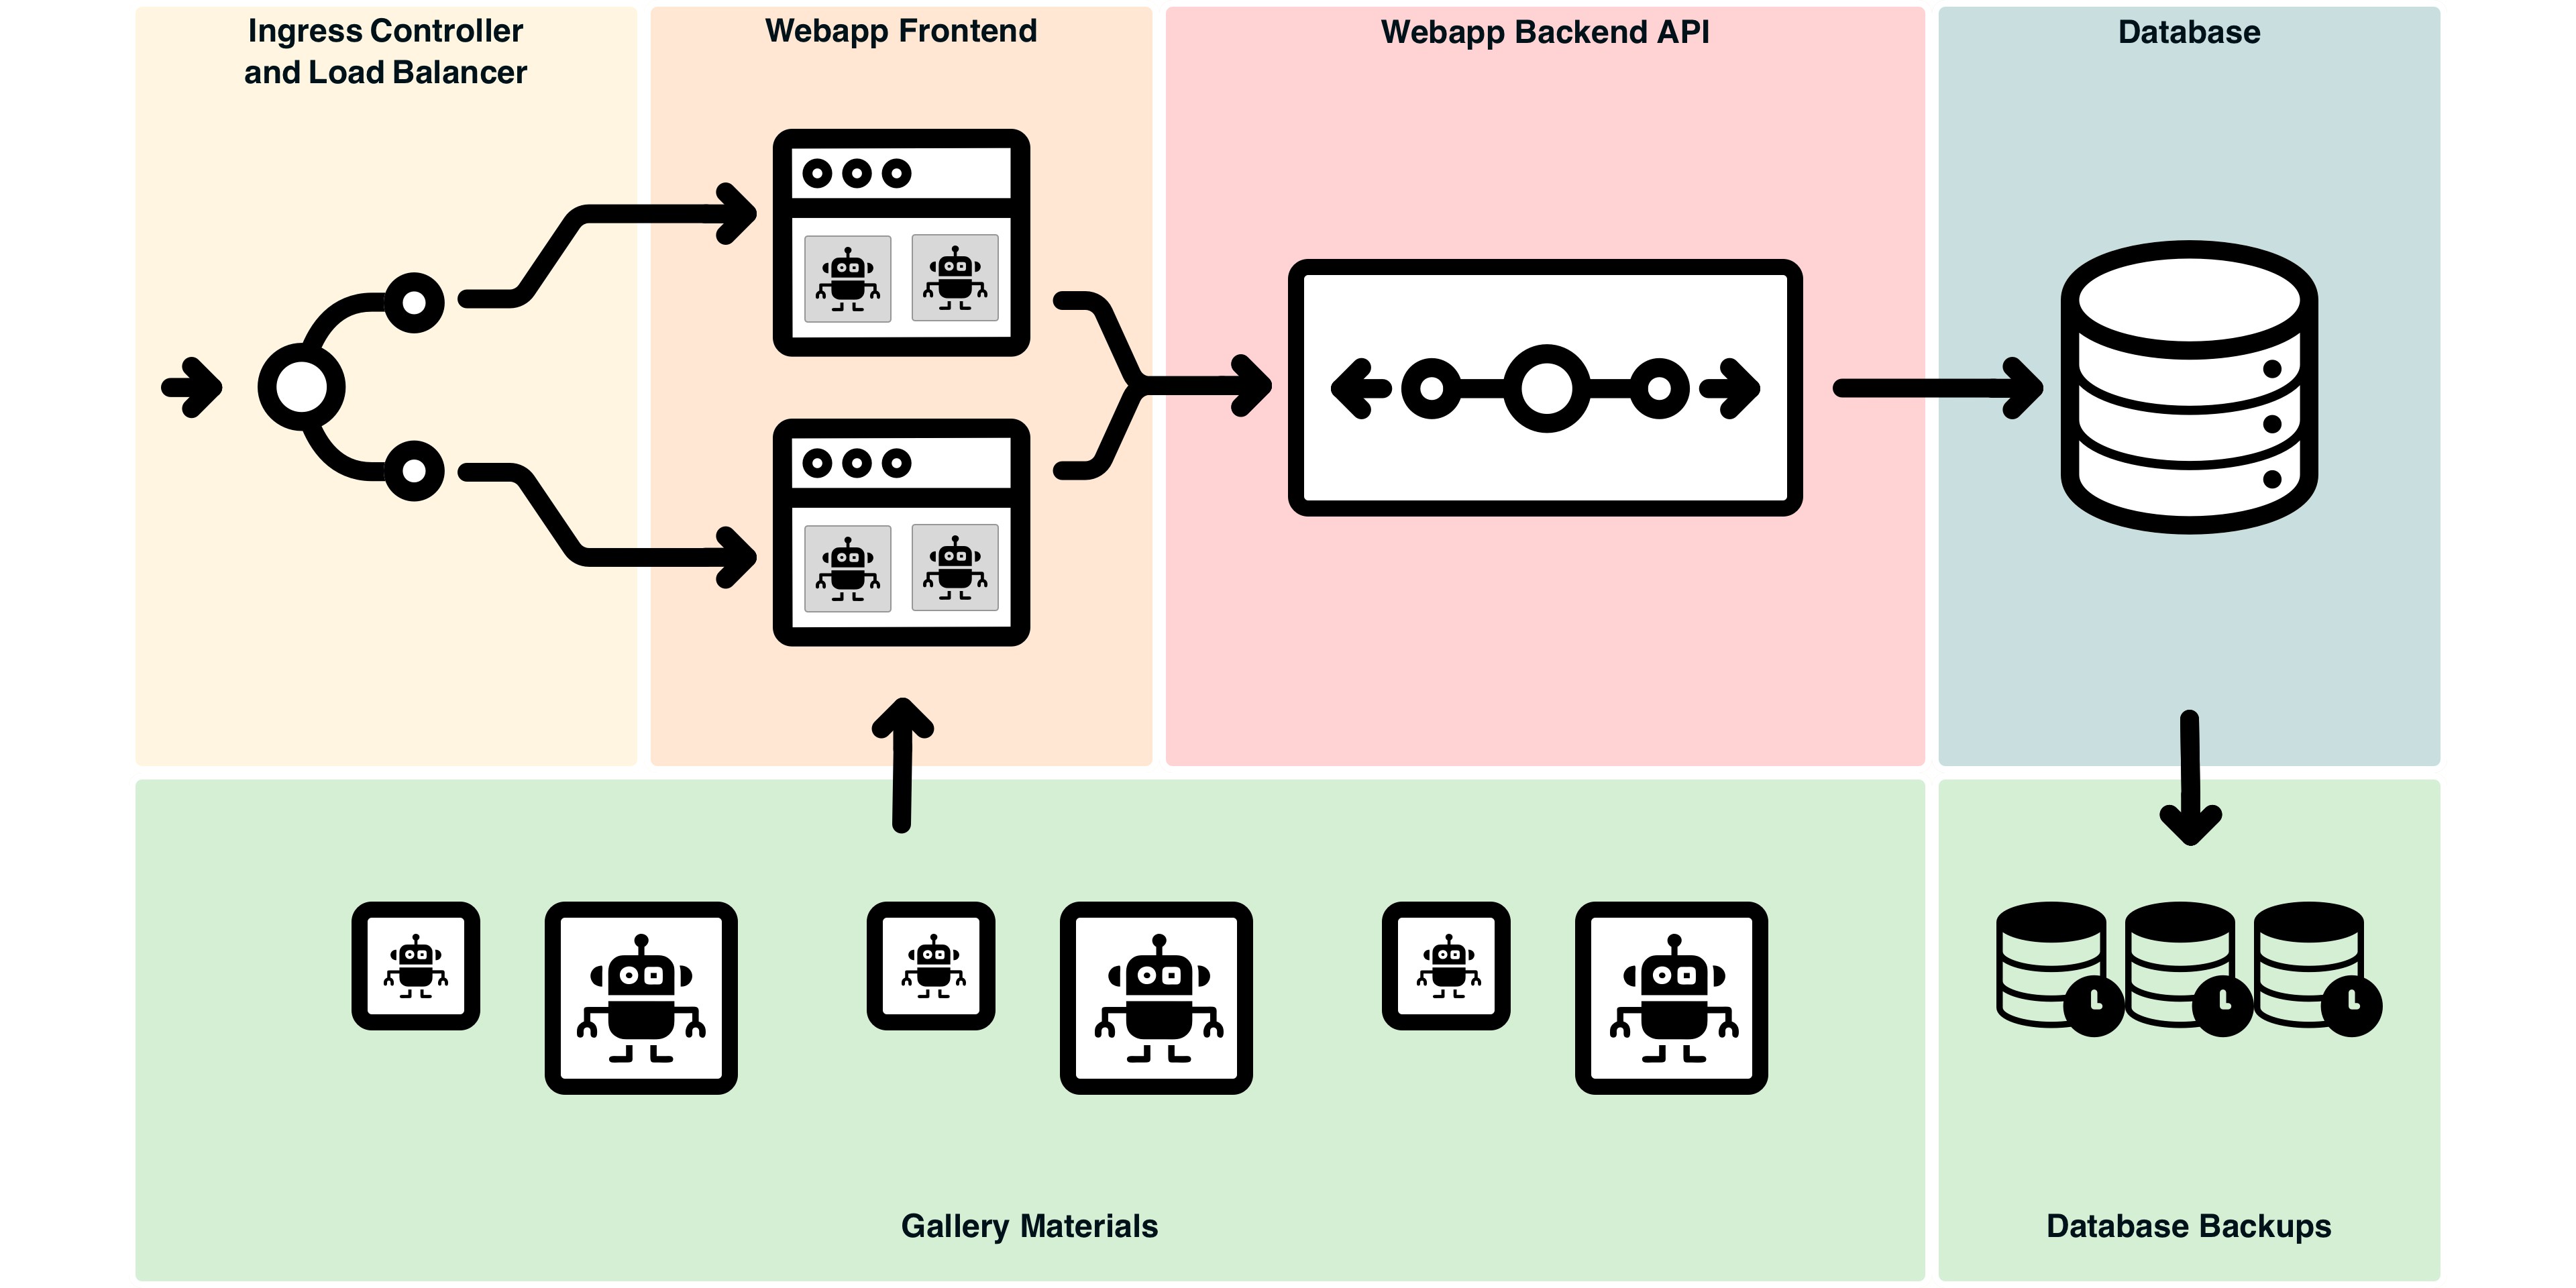 Ingress Controller
and Load Balancer
Webapp Frontend
Webapp Backend API
Database
Gallery Materials
Database Backups